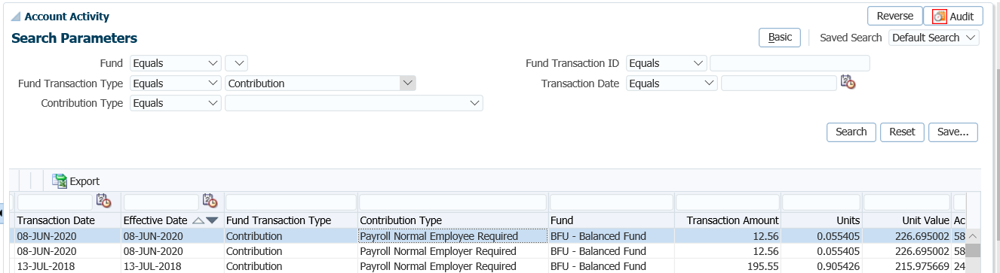 Account Activity
Reverse
Audit
Search Parameters
Basic
Saved Search Default Search
Fund Equals
Fund Transaction ID Equals
Fund Transaction Type Equals Contribution
Transaction Date Equals
Contribution Type Equals
Search Reset Save...
Export
Transaction Date Effective Date Fund Transaction Type Contribution Type Fund Transaction Amount Units Unit Value Ac
08-JUN-2020 08-JUN-2020 Contribution Payroll Normal Employee Required BFU - Balanced Fund 12.56 0.055405 226.695002 58
08-JUN-2020 08-JUN-2020 Contribution Payroll Normal Employer Required BFU - Balanced Fund 12.56 0.055405 226.695002 58
13-JUL-2018 13-JUL-2018 Contribution Payroll Normal Employer Required BFU - Balanced Fund 195.55 0.905426 215.975669 24